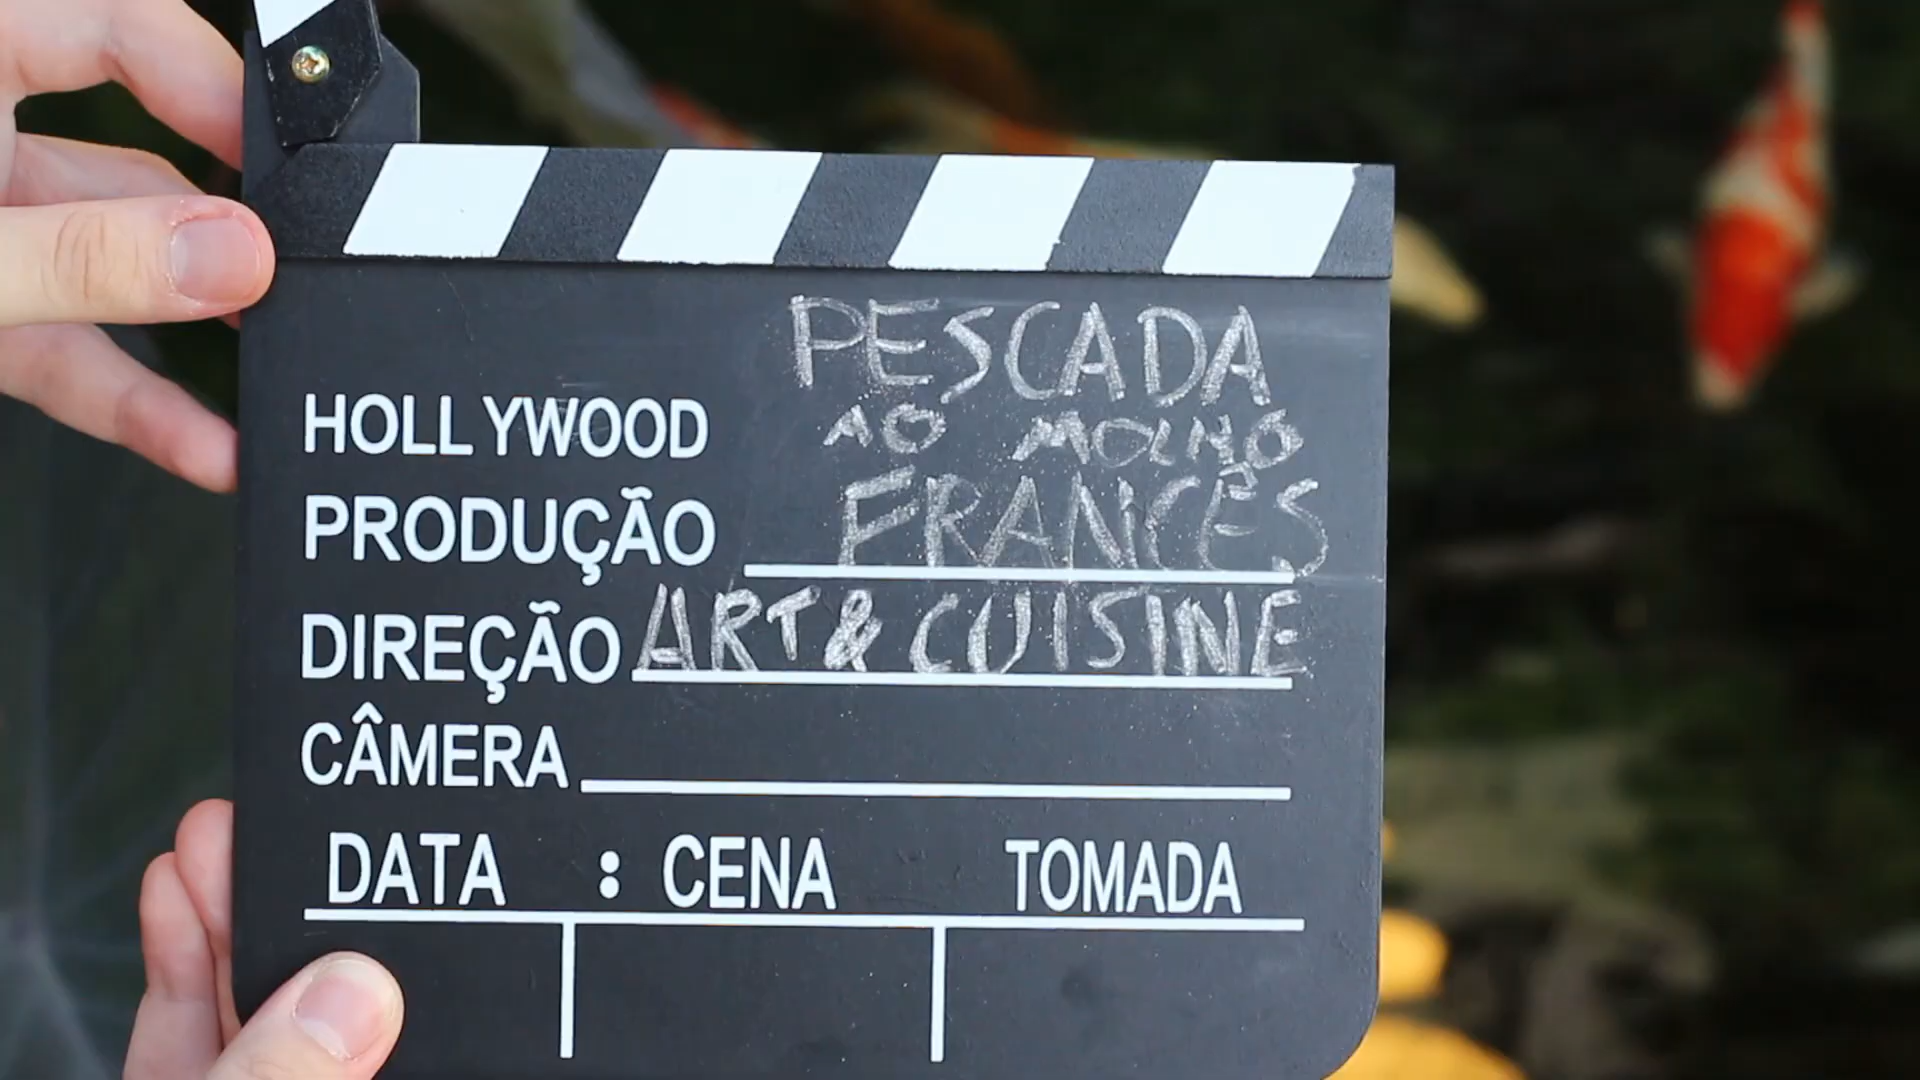 PESCADA
AO MOLHO
HOLLYWOOD
FRANCÊS
PRODUÇÃO
DIREÇÃO ART & CUISINE
CÂMERA
DATA : CENA TOMADA